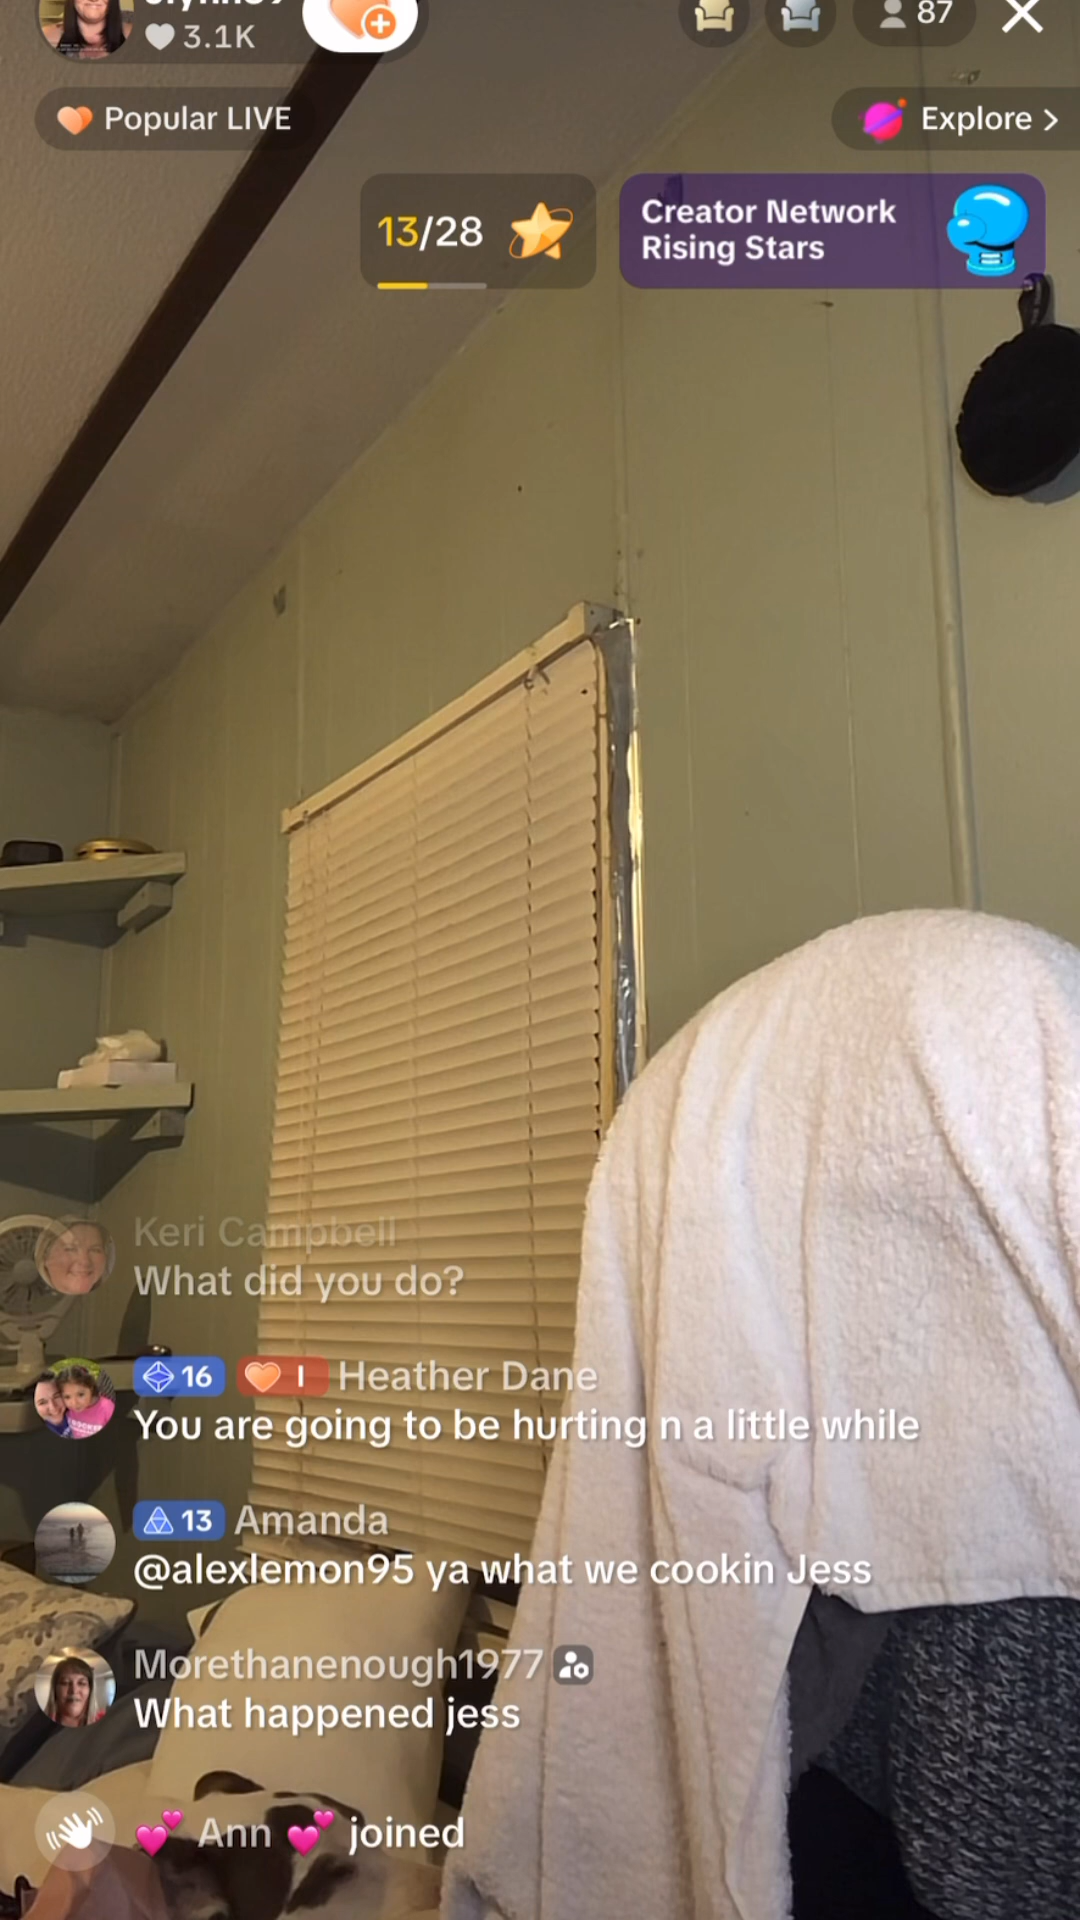 3.1K
87
Popular LIVE
Explore >
13/28
Creator Network
Rising Stars
Keri Campbell
What did you do?
16 I Heather Dane
You are going to be hurting n a little while
13 Amanda
@alexlemon95 ya what we cookin Jess
Morethanenough1977
What happened jess
💕 Ann 💕 joined